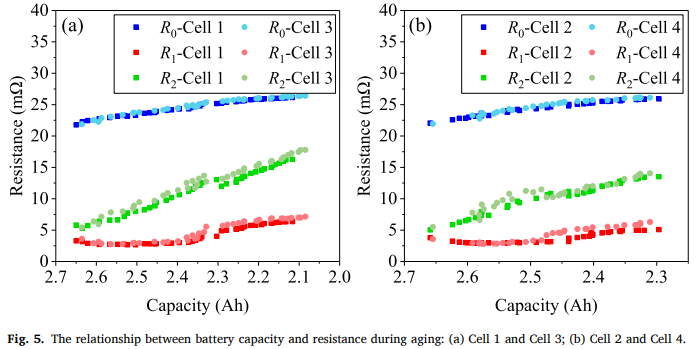 (a)
R0-Cell 1 R0-Cell 3
R1-Cell 1 R1-Cell 3
R2-Cell 1 R2-Cell 3
40
35
30
25
20
15
10
5
0
Resistance (mΩ)
2.7 2.6 2.5 2.4 2.3 2.2 2.1 2.0
Capacity (Ah)
(b)
R0-Cell 2 R0-Cell 4
R1-Cell 2 R1-Cell 4
R2-Cell 2 R2-Cell 4
40
35
30
25
20
15
10
5
0
Resistance (mΩ)
2.7 2.6 2.5 2.4 2.3
Capacity (Ah)
Fig. 5. The relationship between battery capacity and resistance during aging: (a) Cell 1 and Cell 3; (b) Cell 2 and Cell 4.